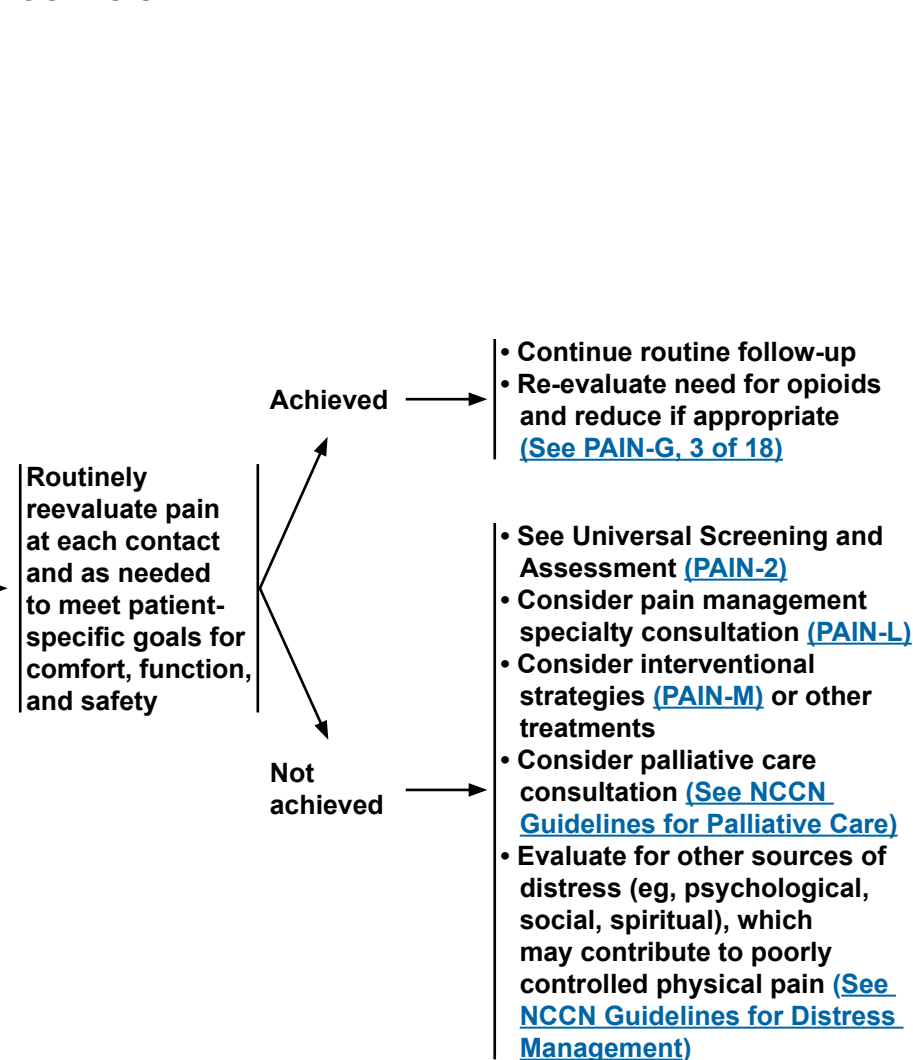 Routinely
reevaluate pain
at each contact
and as needed
to meet patient-
specific goals for
comfort, function,
and safety
Achieved
• Continue routine follow-up
• Re-evaluate need for opioids
and reduce if appropriate
(See PAIN-G, 3 of 18)
Not
achieved
• See Universal Screening and
Assessment (PAIN-2)
• Consider pain management
specialty consultation (PAIN-L)
• Consider interventional
strategies (PAIN-M) or other
treatments
• Consider palliative care
consultation (See NCCN
Guidelines for Palliative Care)
• Evaluate for other sources of
distress (eg, psychological,
social, spiritual), which
may contribute to poorly
controlled physical pain (See
NCCN Guidelines for Distress
Management)